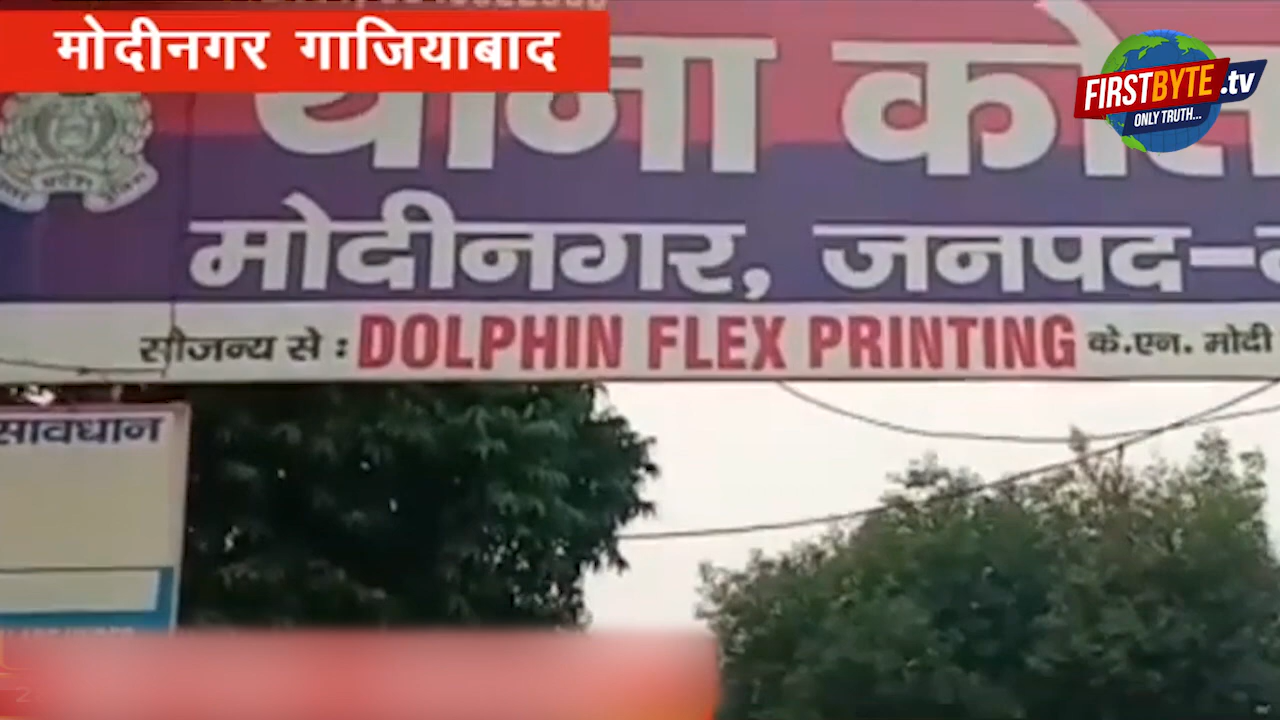 मोदीनगर गाजियाबाद
FIRSTBYTE.tv
ONLY TRUTH...
थाना
मोदीनगर, जनपद-
सौजन्य से : DOLPHIN FLEX PRINTING के.एन. मोदी
सावधान